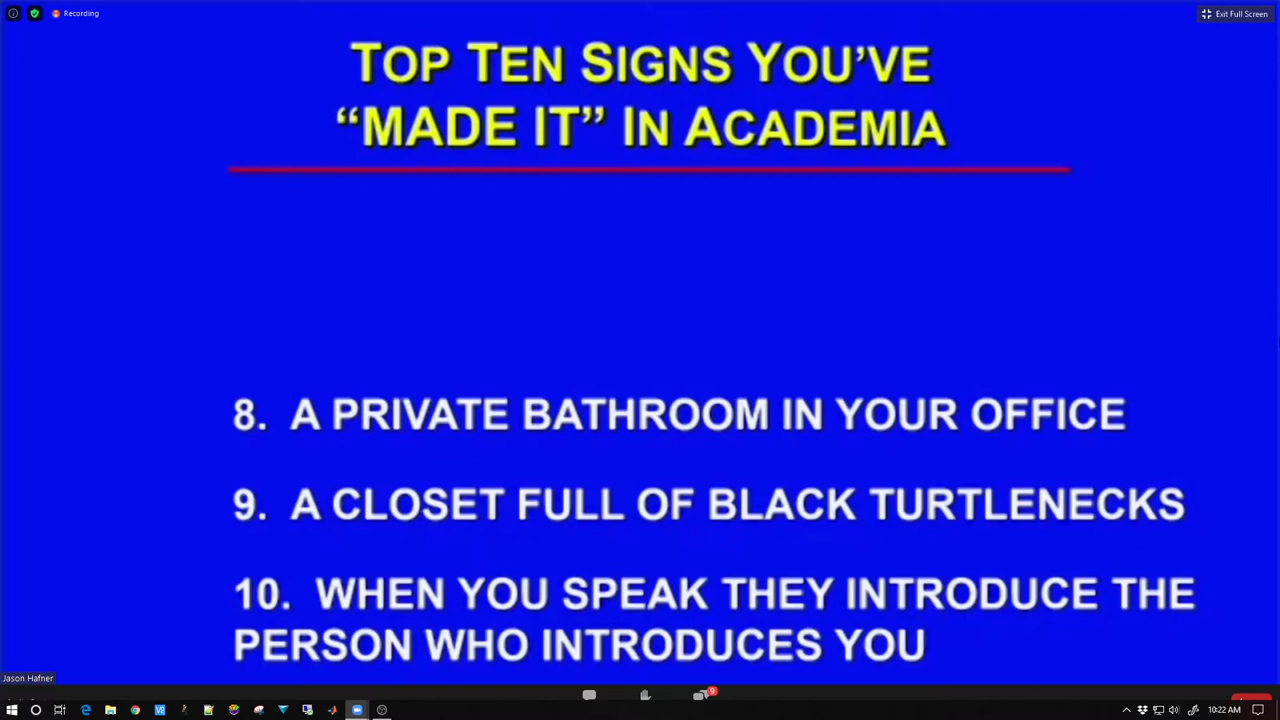 Recording
Exit Full Screen
TOP TEN SIGNS YOU’VE
“MADE IT” IN ACADEMIA
8. A PRIVATE BATHROOM IN YOUR OFFICE
9. A CLOSET FULL OF BLACK TURTLENECKS
10. WHEN YOU SPEAK THEY INTRODUCE THE
PERSON WHO INTRODUCES YOU
Jason Hafner
9
10:22 AM